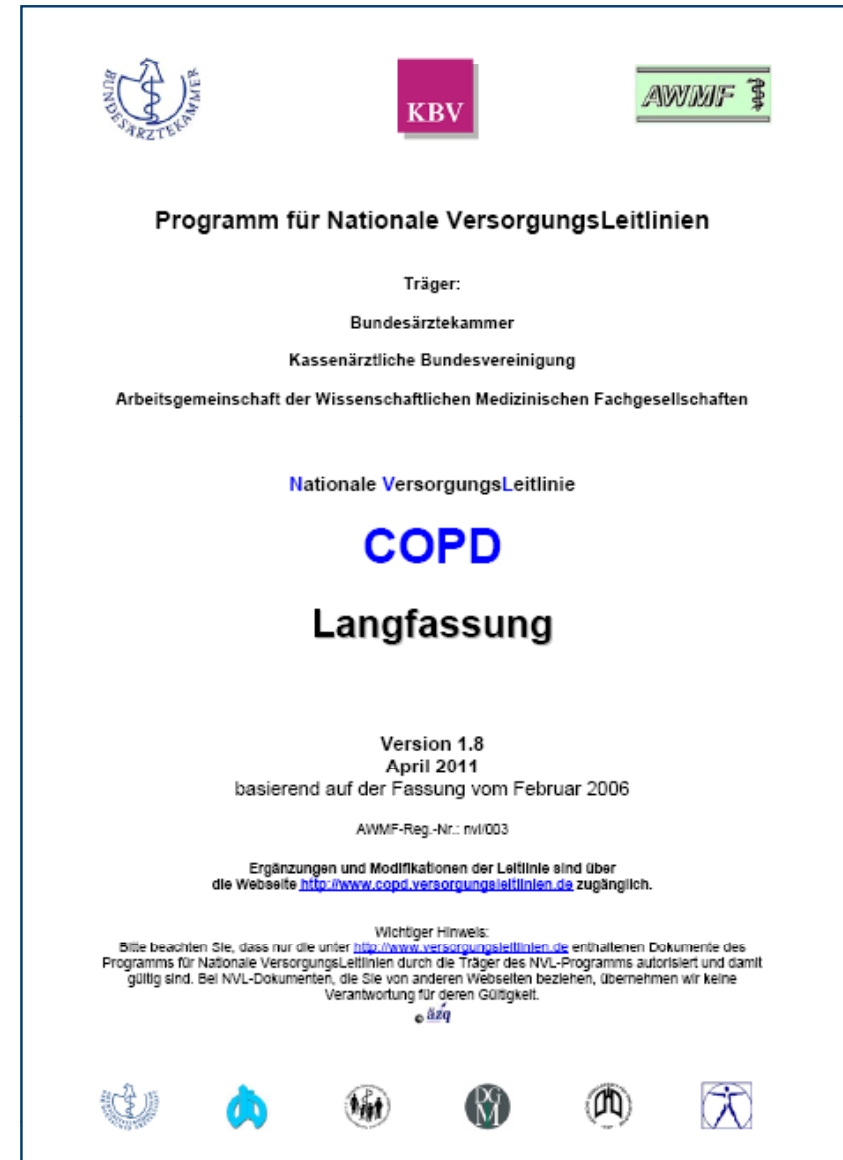 BUNDESÄRZTEKAMMER
KBV
AWMF
Programm für Nationale VersorgungsLeitlinien
Träger:
Bundesärztekammer
Kassenärztliche Bundesvereinigung
Arbeitsgemeinschaft der Wissenschaftlichen Medizinischen Fachgesellschaften
Nationale VersorgungsLeitlinie
COPD
Langfassung
Version 1.8
April 2011
basierend auf der Fassung vom Februar 2006
AWMF-Reg.-Nr.: nvl/003
Ergänzungen und Modifikationen der Leitlinie sind über
die Webseite http://www.copd.versorgungsleitlinien.de zugänglich.
Wichtiger Hinweis:
Bitte beachten Sie, dass nur die unter http://www.versorgungsleitlinien.de enthaltenen Dokumente des
Programms für Nationale VersorgungsLeitlinien durch die Träger des NVL-Programms autorisiert und damit
gültig sind. Bei NVL-Dokumenten, die Sie von anderen Webseiten beziehen, übernehmen wir keine
Verantwortung für deren Gültigkeit.
© äzq
DG
M